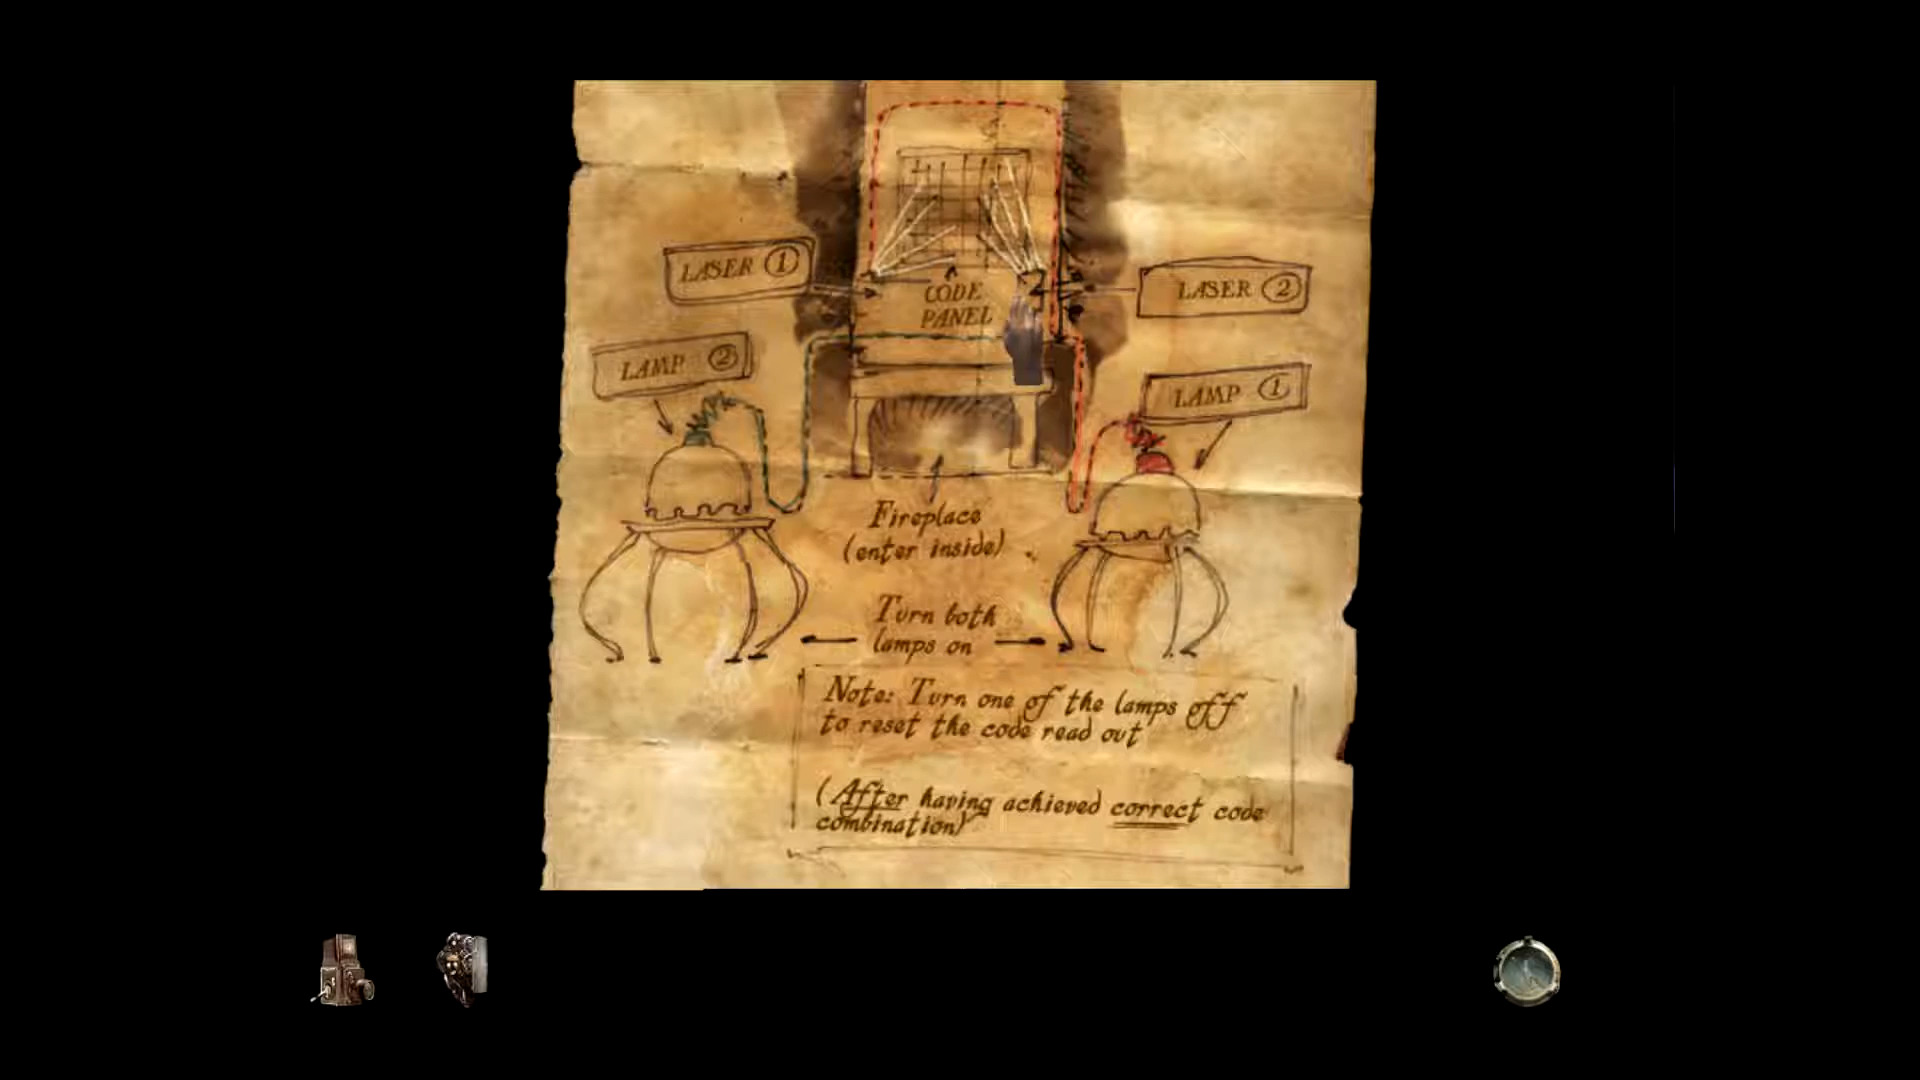 LASER 1
CODE
PANEL
LASER 2
LAMP 2
LAMP 1
Fireplace
(enter inside)
Turn both
lamps on
Note: Turn one of the lamps off
to reset the code read out
(After having achieved correct code
combination)